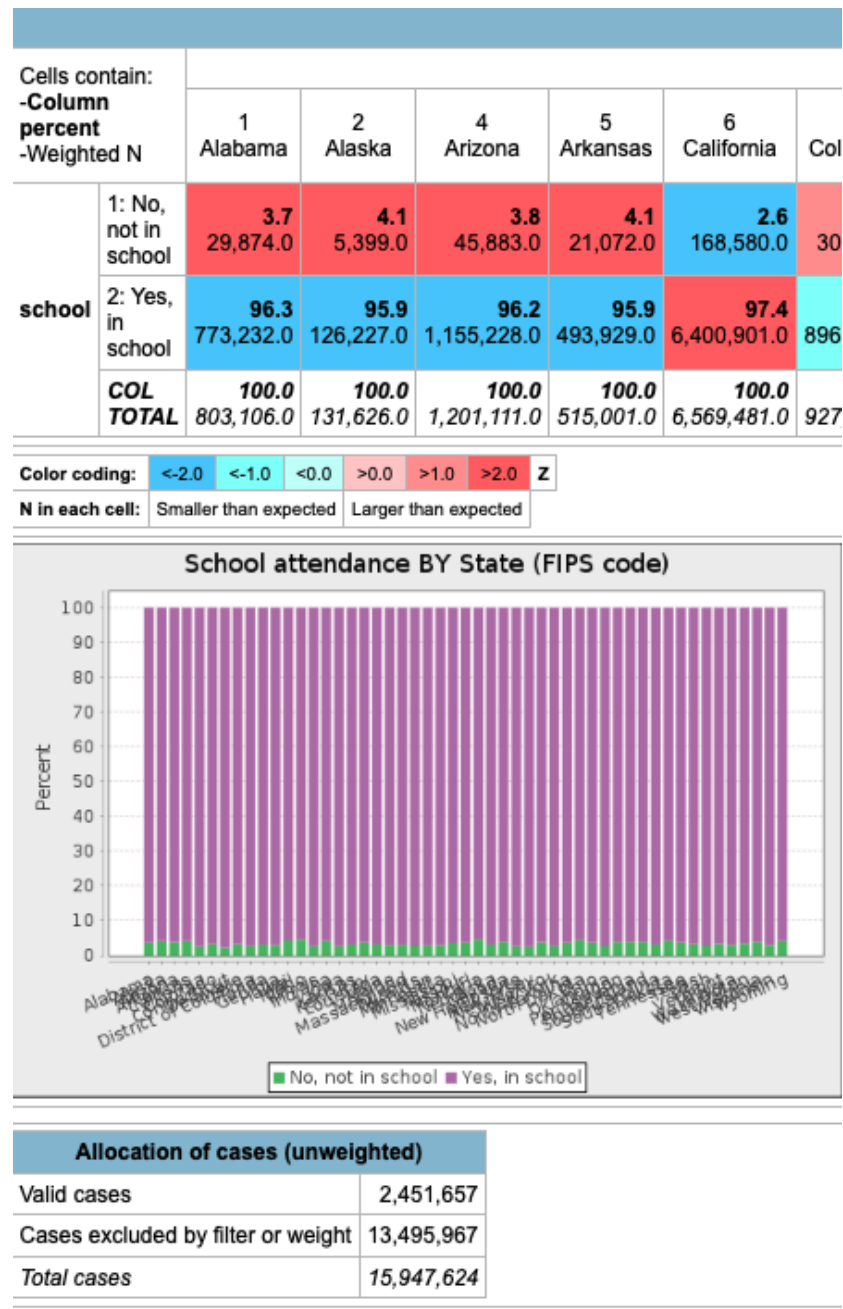 Cells contain:
-Column
percent
-Weighted N
1
Alabama
2
Alaska
4
Arizona
5
Arkansas
6
California
Col
school
1: No,
not in
school
3.7
29,874.0
4.1
5,399.0
3.8
45,883.0
4.1
21,072.0
2.6
168,580.0
30
2: Yes,
in
school
96.3
773,232.0
95.9
126,227.0
96.2
1,155,228.0
95.9
493,929.0
97.4
6,400,901.0
896
COL
TOTAL
100.0
803,106.0
100.0
131,626.0
100.0
1,201,111.0
100.0
515,001.0
100.0
6,569,481.0
927,
Color coding: <-2.0 <-1.0 <0.0 >0.0 >1.0 >2.0 Z
N in each cell: Smaller than expected Larger than expected
School attendance BY State (FIPS code)
Percent
100
90
80
70
60
50
40
30
20
10
0
Alabama
District of
Wyoming
No, not in school Yes, in school
Allocation of cases (unweighted)
Valid cases 2,451,657
Cases excluded by filter or weight 13,495,967
Total cases 15,947,624